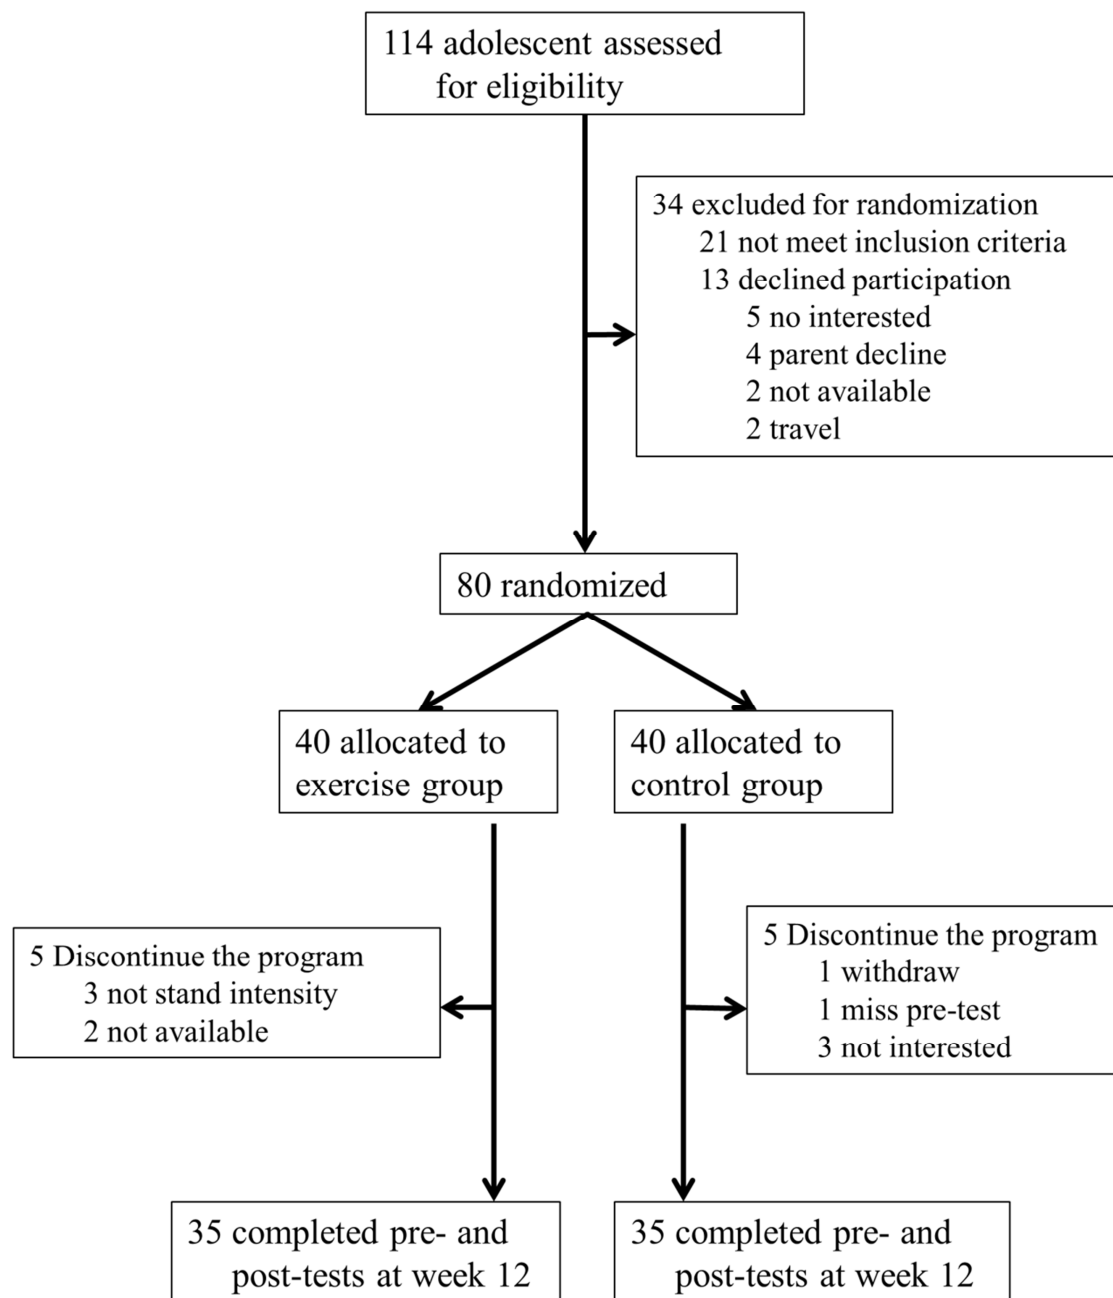 114 adolescent assessed
for eligibility
34 excluded for randomization
21 not meet inclusion criteria
13 declined participation
5 no interested
4 parent decline
2 not available
2 travel
80 randomized
40 allocated to
exercise group
40 allocated to
control group
5 Discontinue the program
3 not stand intensity
2 not available
5 Discontinue the program
1 withdraw
1 miss pre-test
3 not interested
35 completed pre- and
post-tests at week 12
35 completed pre- and
post-tests at week 12